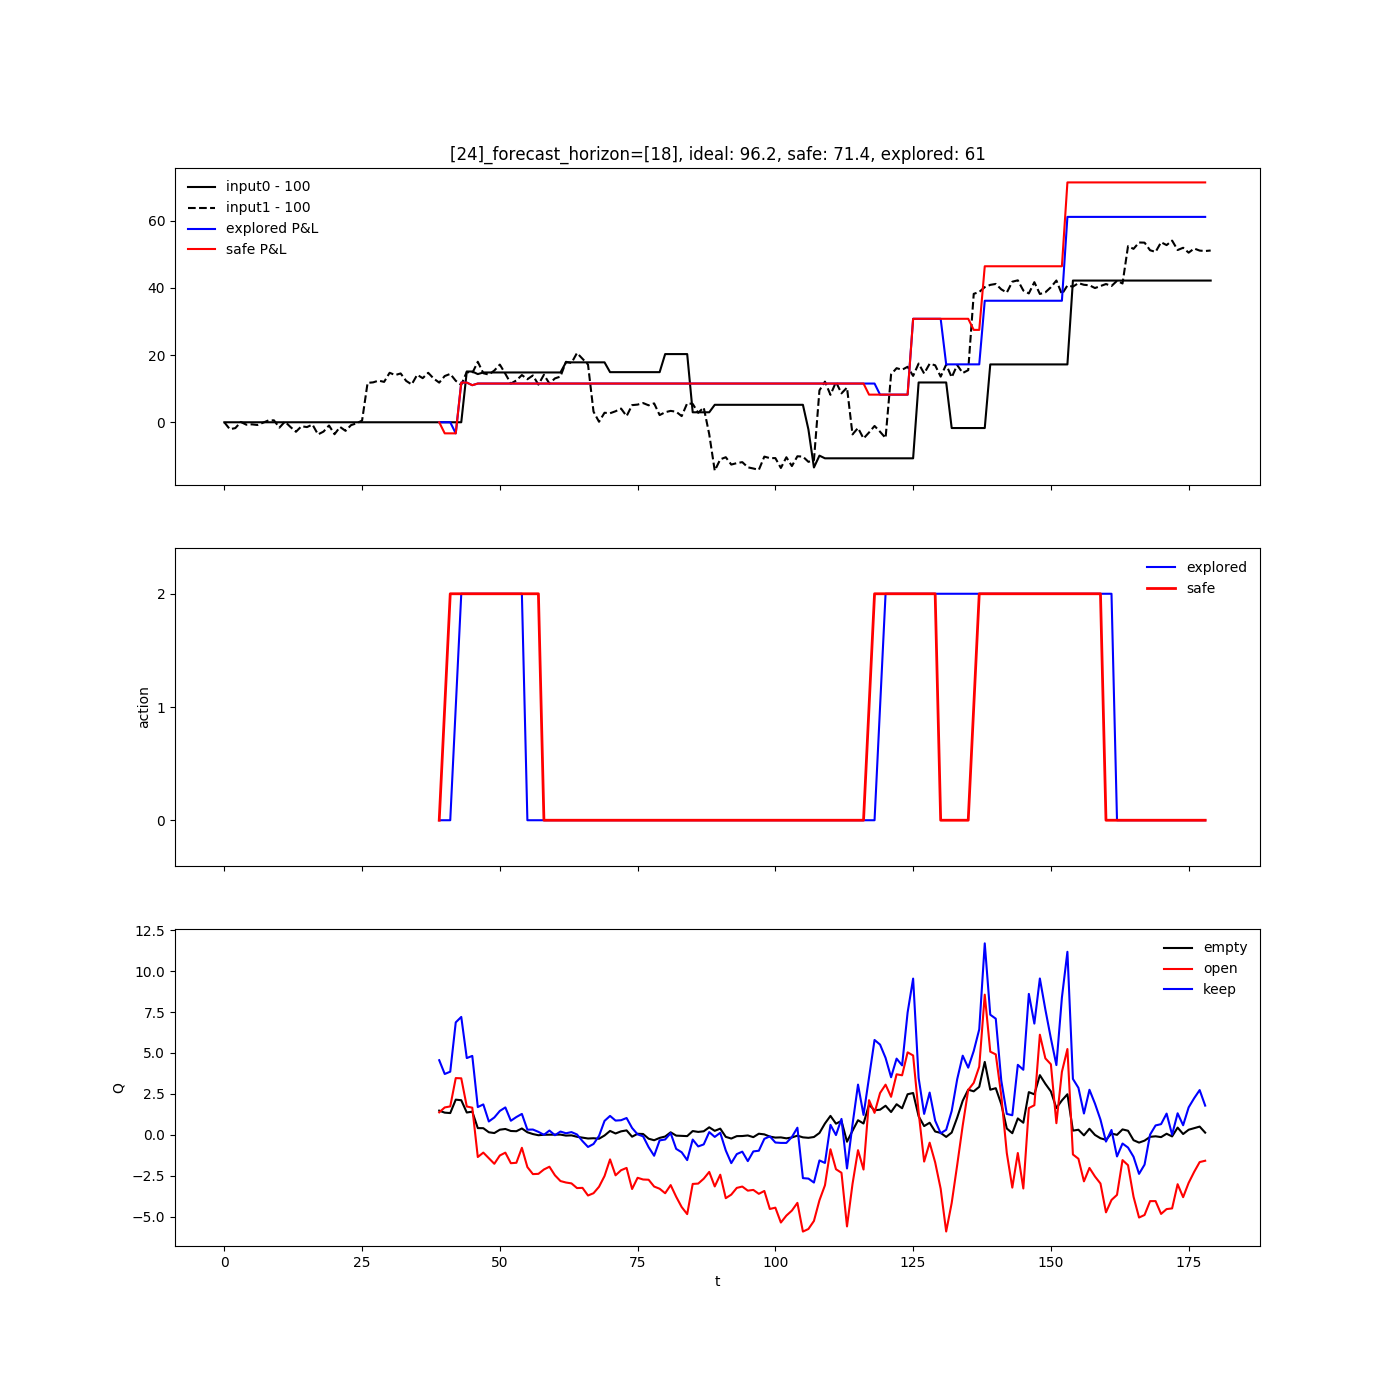 [24]_forecast_horizon=[18], ideal: 96.2, safe: 71.4, explored: 61
input0 - 100
input1 - 100
explored P&L
safe P&L
60
40
20
0
explored
safe
2
1
0
action
empty
open
keep
12.5
10.0
7.5
5.0
2.5
0.0
−2.5
−5.0
Q
0 25 50 75 100 125 150 175
t